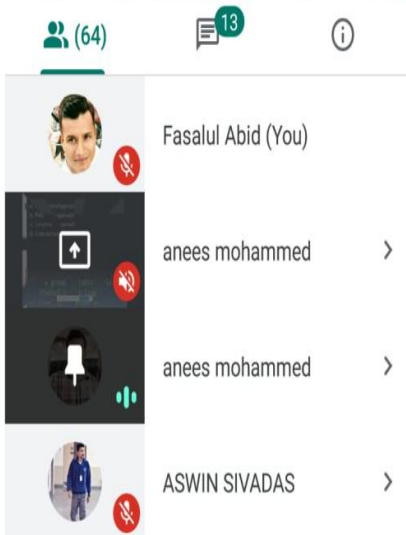 (64)
13
Fasalul Abid (You)
anees mohammed
anees mohammed
ASWIN SIVADAS